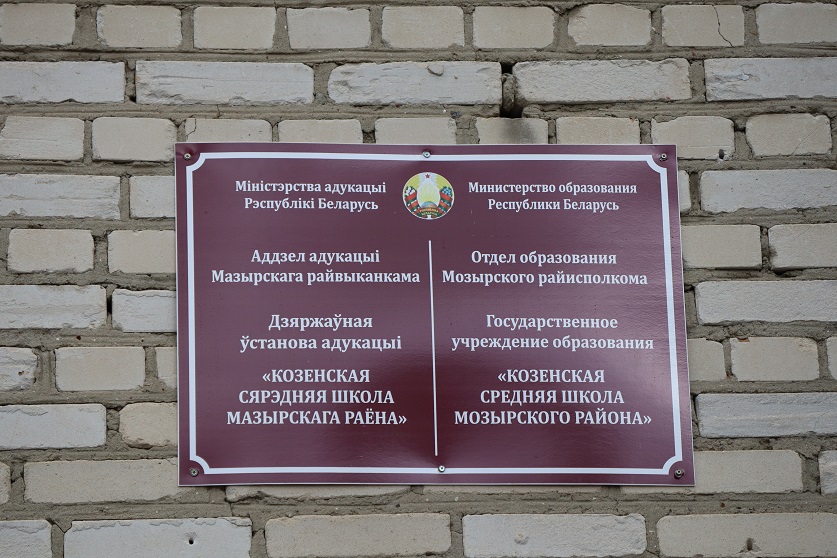 Міністэрства адукацыі
Рэспублікі Беларусь
Аддзел адукацыі
Мазырскага райвыканкама
Дзяржаўная
ўстанова адукацыі
«КОЗЕНСКАЯ
СЯРЭДНЯЯ ШКОЛА
МАЗЫРСКАГА РАЁНА»
Министерство образования
Республики Беларусь
Отдел образования
Мозырского райисполкома
Государственное
учреждение образования
«КОЗЕНСКАЯ
СРЕДНЯЯ ШКОЛА
МОЗЫРСКОГО РАЙОНА»